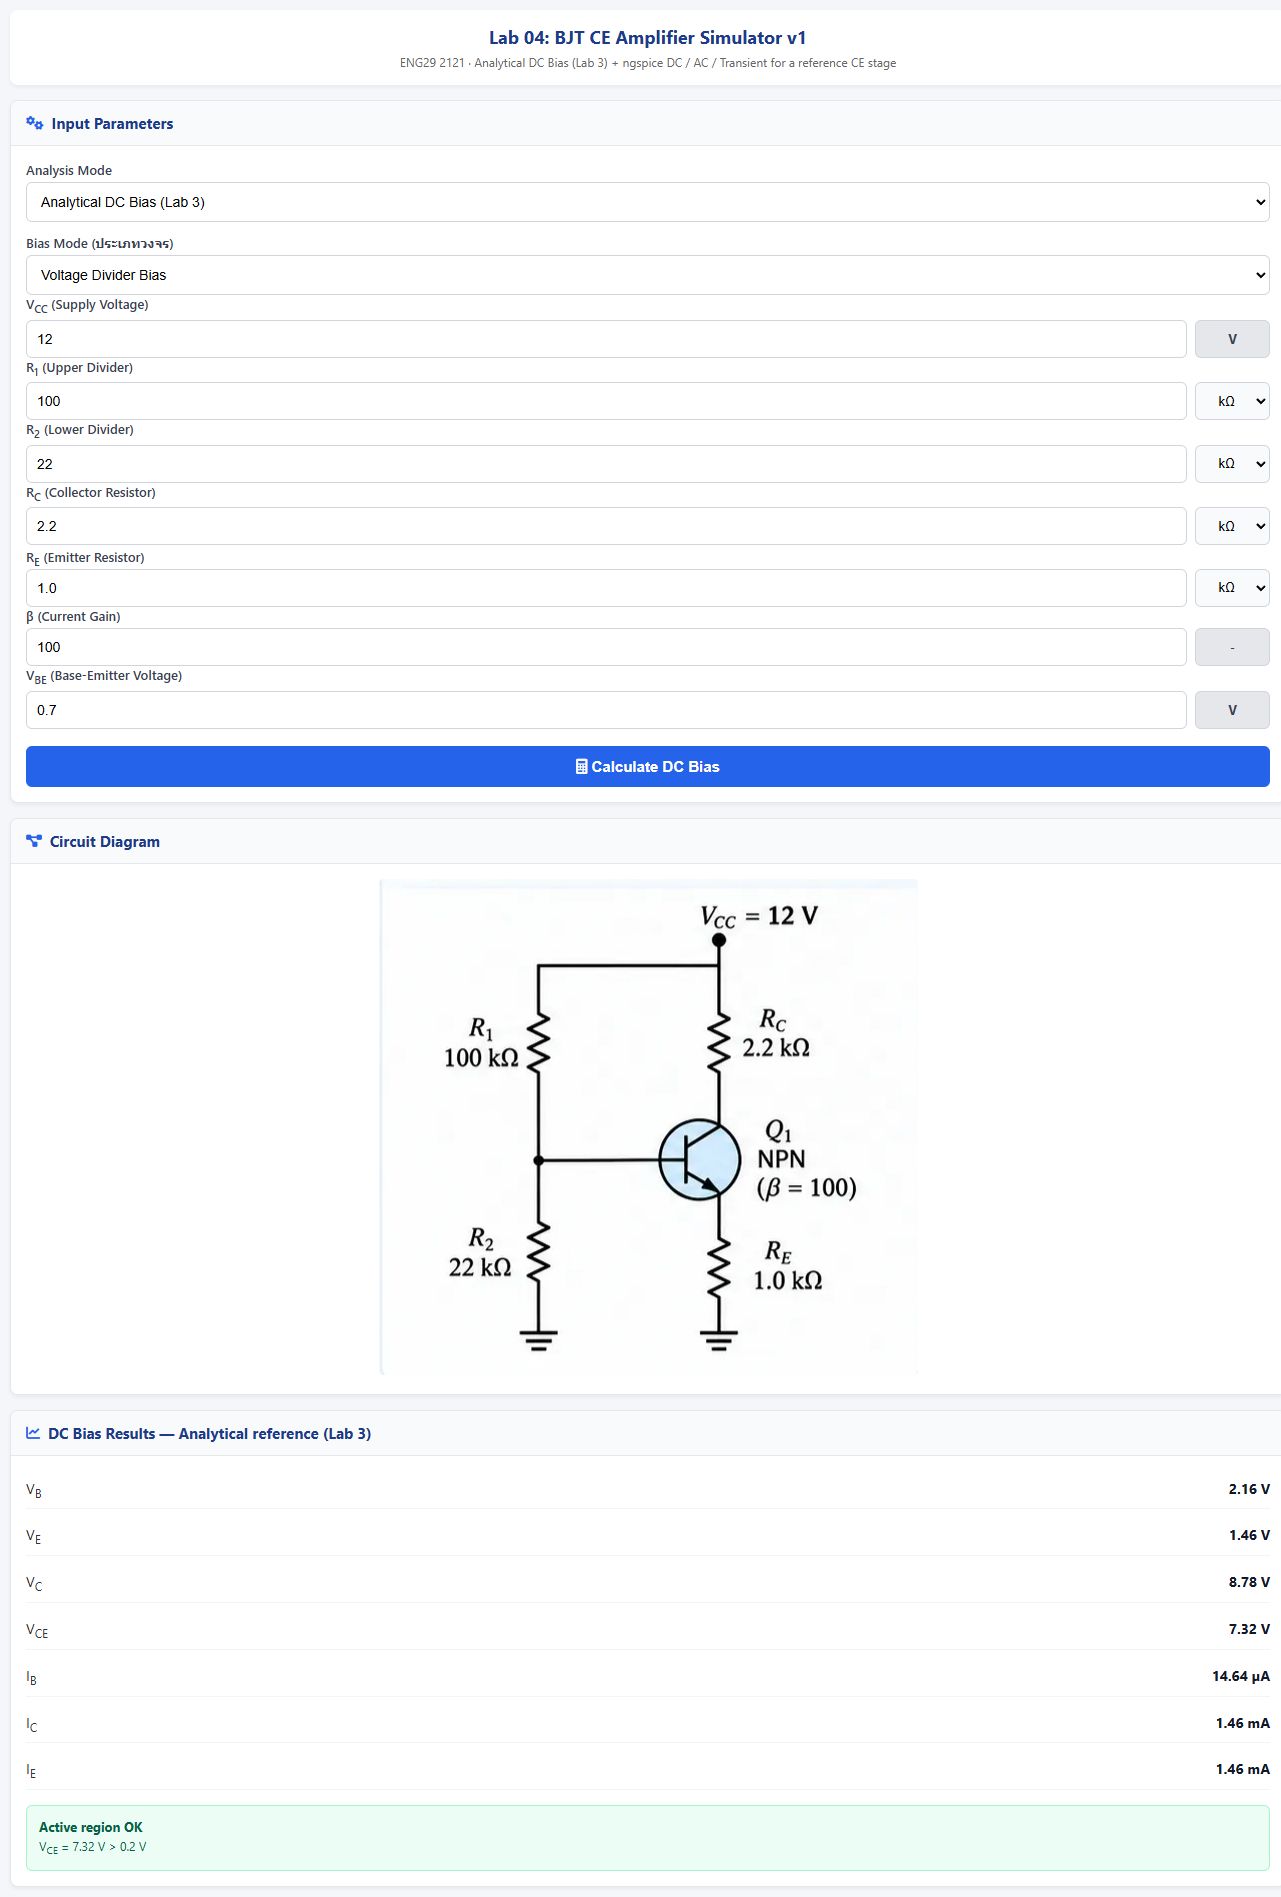 Lab 04: BJT CE Amplifier Simulator v1
ENG29 2121 · Analytical DC Bias (Lab 3) + ngspice DC / AC / Transient for a reference CE stage
Input Parameters
Analysis Mode
Analytical DC Bias (Lab 3)
Bias Mode (ประเภทวงจร)
Voltage Divider Bias
VCC (Supply Voltage)
12 V
R1 (Upper Divider)
100 kΩ
R2 (Lower Divider)
22 kΩ
RC (Collector Resistor)
2.2 kΩ
RE (Emitter Resistor)
1.0 kΩ
β (Current Gain)
100 -
VBE (Base-Emitter Voltage)
0.7 V
Calculate DC Bias
Circuit Diagram
VCC = 12 V
R1
100 kΩ
RC
2.2 kΩ
Q1
NPN
(β = 100)
R2
22 kΩ
RE
1.0 kΩ
DC Bias Results — Analytical reference (Lab 3)
VB 2.16 V
VE 1.46 V
VC 8.78 V
VCE 7.32 V
IB 14.64 μA
IC 1.46 mA
IE 1.46 mA
Active region OK
VCE = 7.32 V > 0.2 V